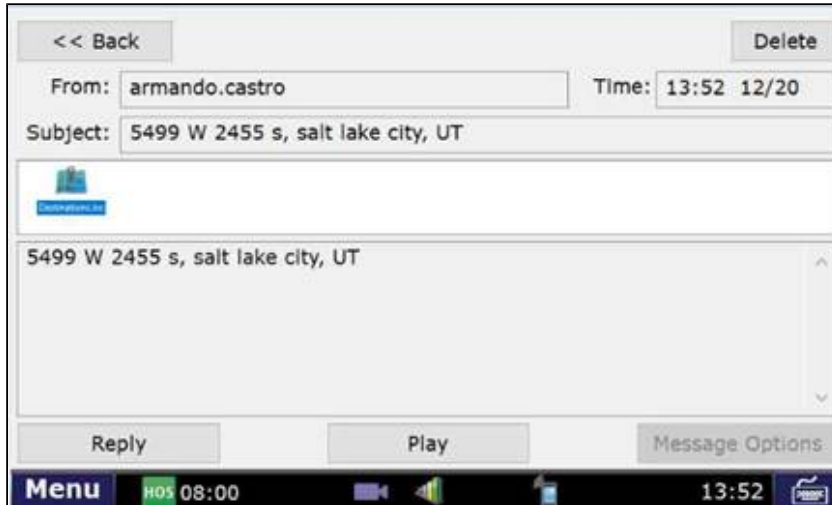 << Back
Delete
From: armando.castro
Time: 13:52 12/20
Subject: 5499 W 2455 s, salt lake city, UT
5499 W 2455 s, salt lake city, UT
Reply
Play
Message Options
Menu HOS 08:00 13:52